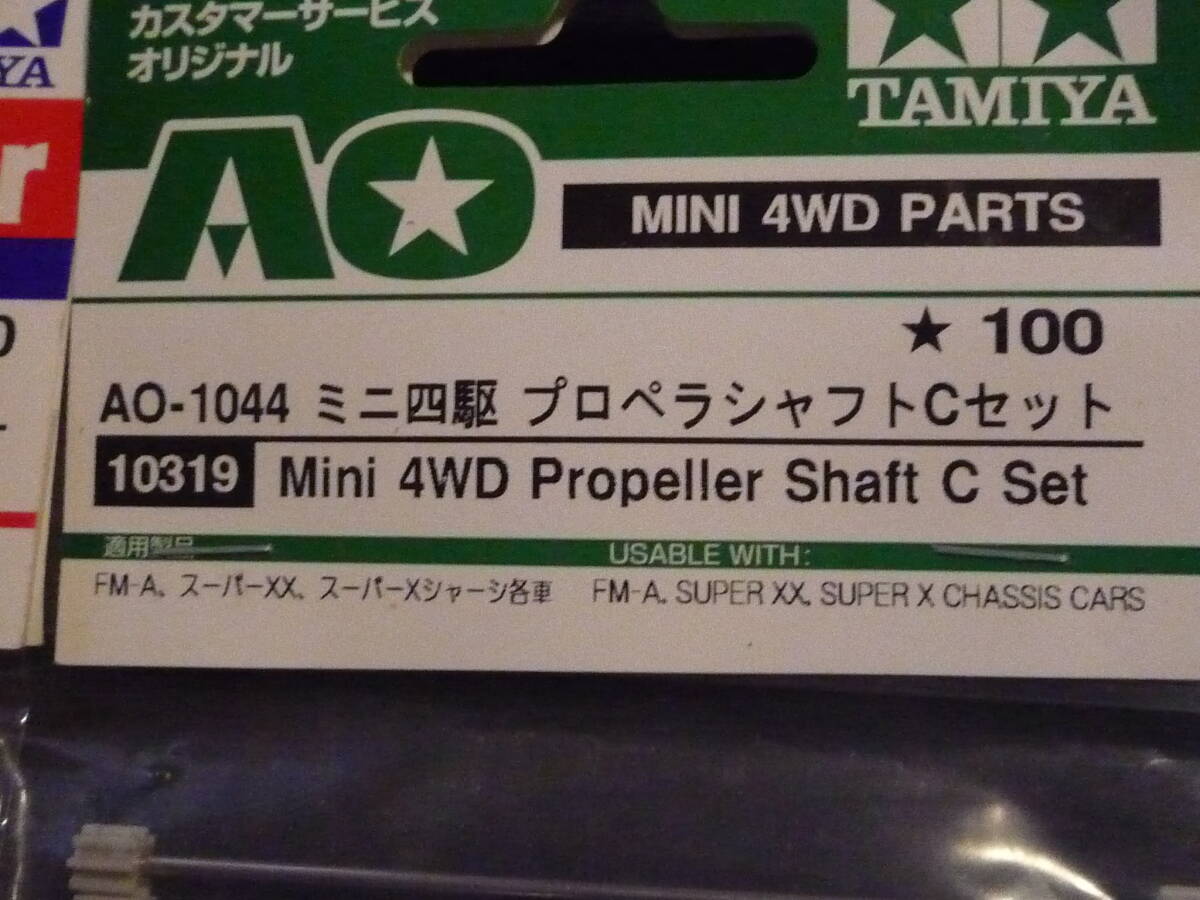 カスタマーサービス
オリジナル
TAMIYA
AO
MINI 4WD PARTS
★ 100
AO-1044 ミニ四駆 プロペラシャフトCセット
10319 Mini 4WD Propeller Shaft C Set
適用製品
USABLE WITH:
FM-A、スーパーXX、スーパーXシャーシ各車
FM-A, SUPER XX, SUPER X CHASSIS CARS
YA
r